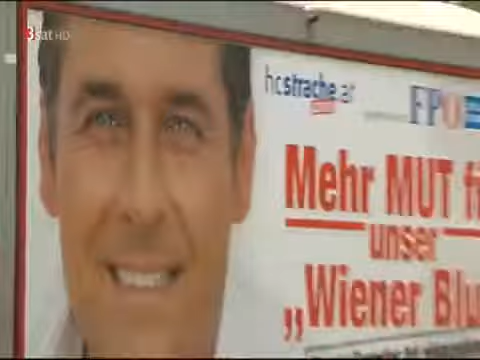 3sat HD
hcstrache.at
FPÖ
Mehr MUT
unser
„Wiener Blu